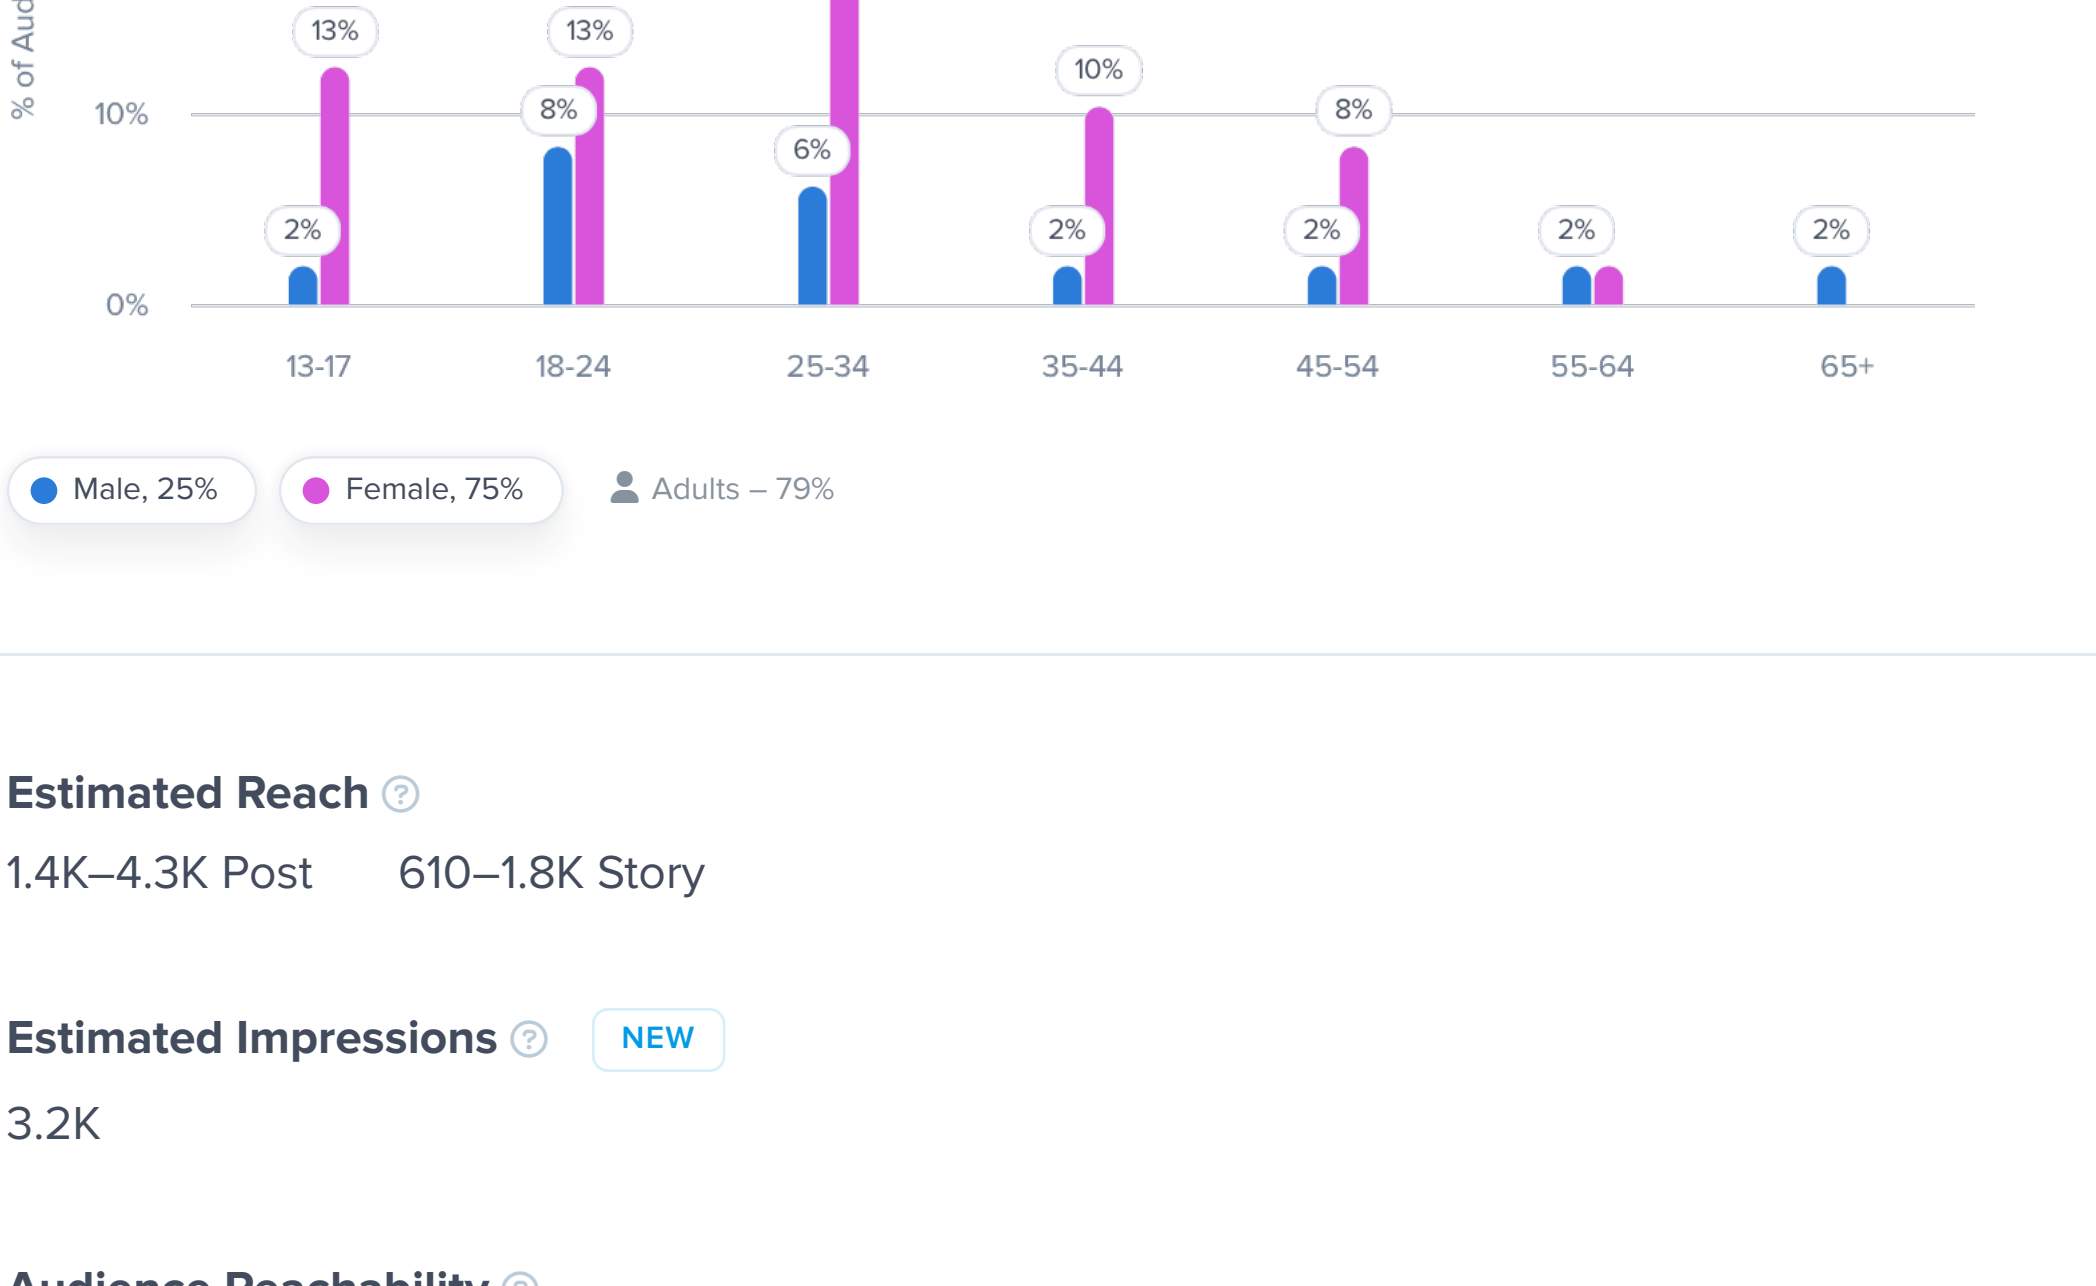 % of Aud
13%
13%
10%
10%
8%
8%
6%
2%
2%
2%
2%
2%
0%
13-17
18-24
25-34
35-44
45-54
55-64
65+
Male, 25%
Female, 75%
Adults – 79%
Estimated Reach ?
1.4K–4.3K Post
610–1.8K Story
Estimated Impressions ?
NEW
3.2K
Audience Reachability ?